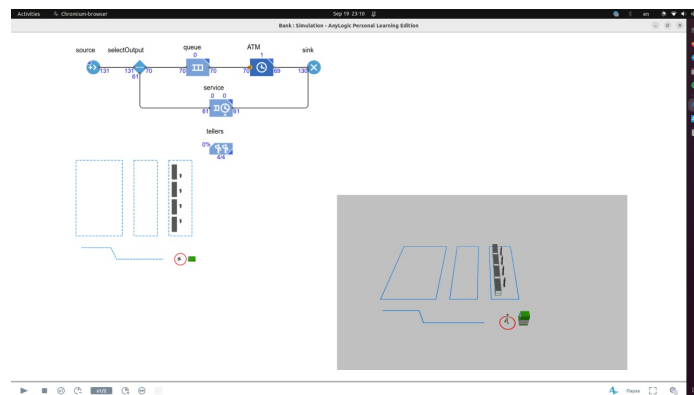 Activities Chromium-browser Sep 19 23:10 en
Bank : Simulation - AnyLogic Personal Learning Edition
source selectOutput queue ATM sink
0 1
131 131 70 70 70 70 69 130
61
service
0 0
61 61
tellers
0%
4/4
x1/2
Пауза